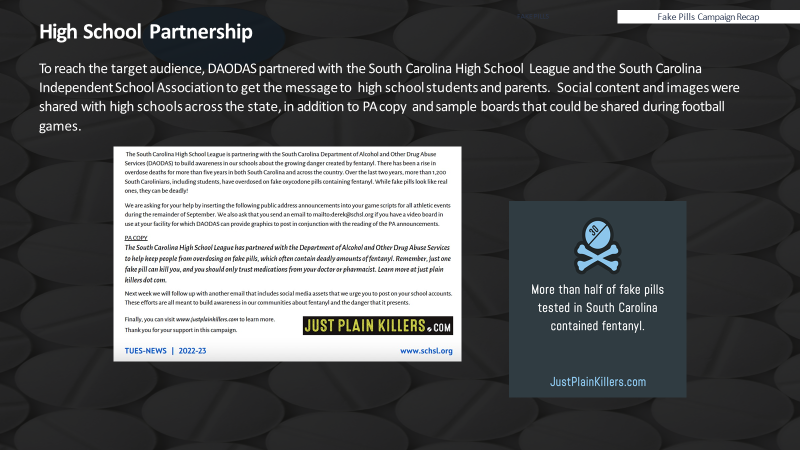 Fake Pills Campaign Recap
High School Partnership
To reach the target audience, DAODAS partnered with the South Carolina High School League and the South Carolina
Independent School Association to get the message to high school students and parents. Social content and images were
shared with high schools across the state, in addition to PA copy and sample boards that could be shared during football
games.
The South Carolina High School League is partnering with the South Carolina Department of Alcohol and Other Drug Abuse
Services (DAODAS) to build awareness in our schools about the growing danger created by fentanyl. There has been a rise in
overdose deaths for more than five years in both South Carolina and across the country. Over the last two years, more than 1,200
South Carolinians, including students, have overdosed on fake oxycodone pills containing fentanyl. While fake pills look like real
ones, they can be deadly!
We are asking for your help by inserting the following public address announcements into your game scripts for all athletic events
during the remainder of September. We also ask that you send an email to mailto:derek@schsl.org if you have a video board in
use at your facility for which DAODAS can provide graphics to post in conjunction with the reading of the PA announcements.
PA COPY
The South Carolina High School League has partnered with the Department of Alcohol and Other Drug Abuse Services
to help keep people from overdosing on fake pills, which often contain deadly amounts of fentanyl. Remember, just one
fake pill can kill you, and you should only trust medications from your doctor or pharmacist. Learn more at just plain
killers dot com.
Next week we will follow up with another email that includes social media assets that we urge you to post on your school accounts.
These efforts are all meant to build awareness in our communities about fentanyl and the danger that it presents.
Finally, you can visit www.justplainkillers.com to learn more.
Thank you for your support in this campaign.
JUST PLAIN KILLERS.COM
TUES-NEWS | 2022-23
www.schsl.org
30
More than half of fake pills
tested in South Carolina
contained fentanyl.
JustPlainKillers.com